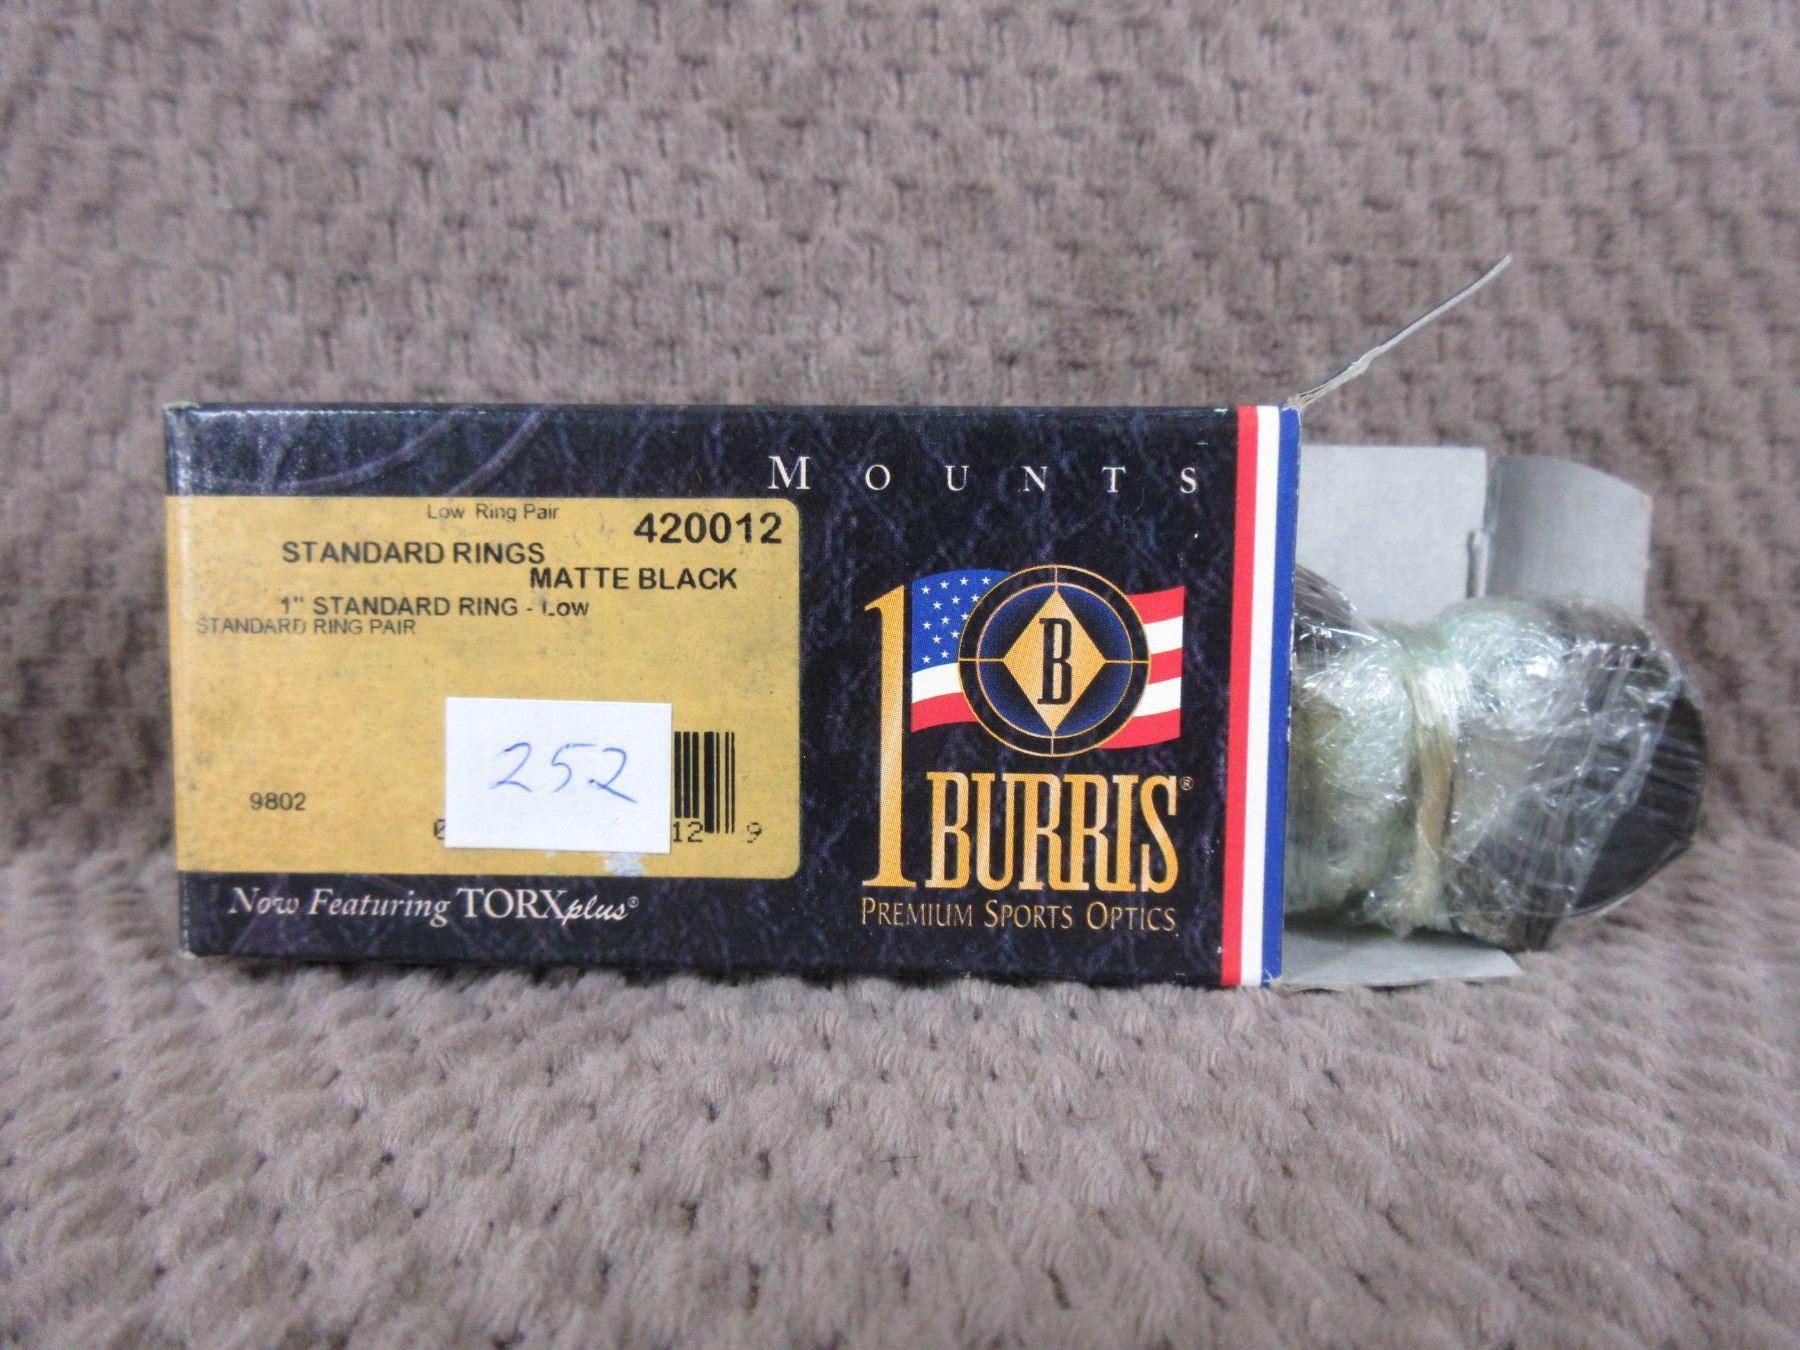 MOUNTS
Low Ring Pair
420012
STANDARD RINGS
MATTE BLACK
1" STANDARD RING - Low
STANDARD RING PAIR
252
9802
12 9
Now Featuring TORXplus®
B
1 BURRIS®
PREMIUM SPORTS OPTICS